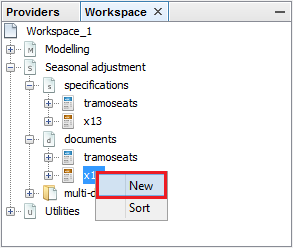 Providers Workspace ×
Workspace_1
M Modelling
S Seasonal adjustment
s specifications
tramoseats
x13
d documents
tramoseats
x1
New
multi-d
Sort
u Utilities